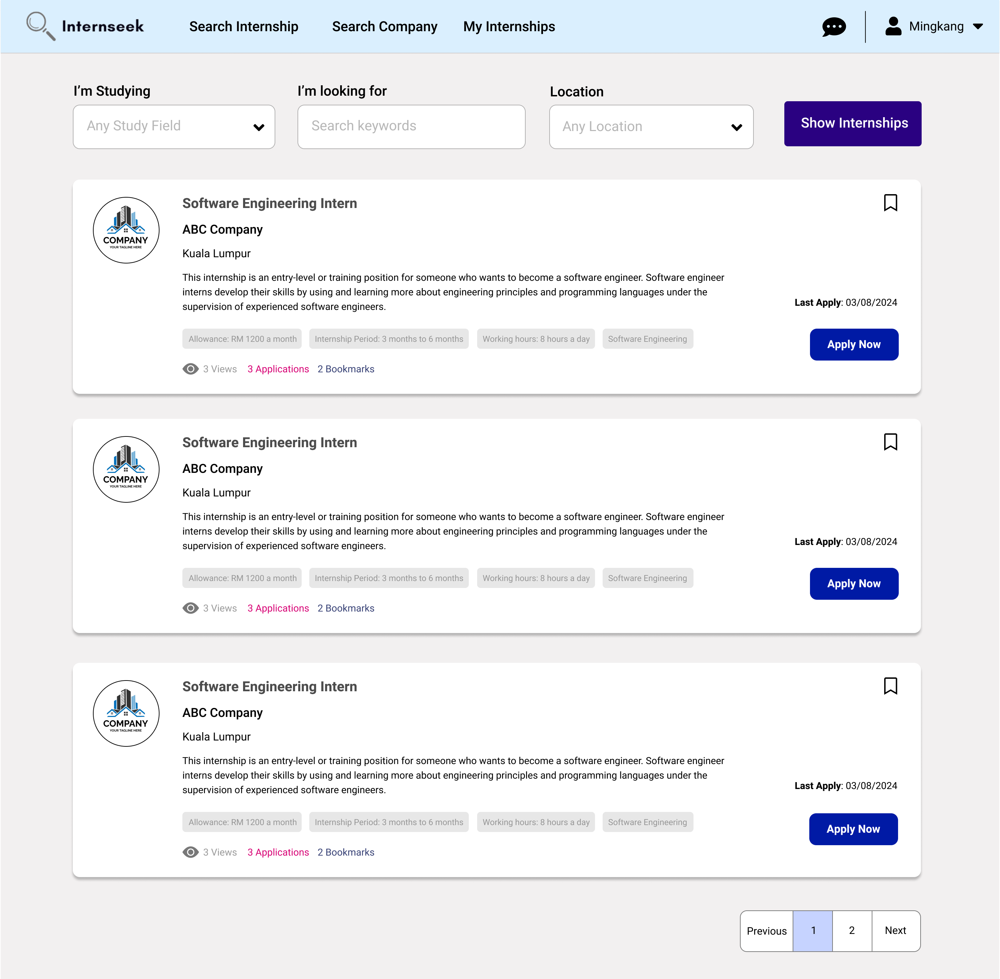 Internseek
Search Internship
Search Company
My Internships
Mingkang
I’m Studying
I’m looking for
Location
Any Study Field
Search keywords
Any Location
Show Internships
COMPANY
YOUR TAGLINE HERE
Software Engineering Intern
ABC Company
Kuala Lumpur
This internship is an entry-level or training position for someone who wants to become a software engineer. Software engineer
interns develop their skills by using and learning more about engineering principles and programming languages under the
supervision of experienced software engineers.
Last Apply: 03/08/2024
Allowance: RM 1200 a month
Internship Period: 3 months to 6 months
Working hours: 8 hours a day
Software Engineering
Apply Now
3 Views
3 Applications
2 Bookmarks
COMPANY
YOUR TAGLINE HERE
Software Engineering Intern
ABC Company
Kuala Lumpur
This internship is an entry-level or training position for someone who wants to become a software engineer. Software engineer
interns develop their skills by using and learning more about engineering principles and programming languages under the
supervision of experienced software engineers.
Last Apply: 03/08/2024
Allowance: RM 1200 a month
Internship Period: 3 months to 6 months
Working hours: 8 hours a day
Software Engineering
Apply Now
3 Views
3 Applications
2 Bookmarks
COMPANY
YOUR TAGLINE HERE
Software Engineering Intern
ABC Company
Kuala Lumpur
This internship is an entry-level or training position for someone who wants to become a software engineer. Software engineer
interns develop their skills by using and learning more about engineering principles and programming languages under the
supervision of experienced software engineers.
Last Apply: 03/08/2024
Allowance: RM 1200 a month
Internship Period: 3 months to 6 months
Working hours: 8 hours a day
Software Engineering
Apply Now
3 Views
3 Applications
2 Bookmarks
Previous
1
2
Next